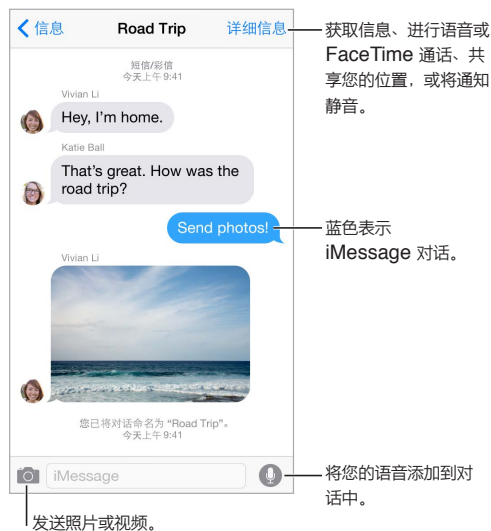 信息 Road Trip 详细信息
短信/彩信
今天上午 9:41
Vivian Li
Hey, I'm home.
Katie Ball
That's great. How was the
road trip?
Send photos!
Vivian Li
您已将对话命名为 “Road Trip”。
今天上午 9:41
iMessage
获取信息、进行语音或
FaceTime 通话、共
享您的位置，或将通知
静音。
蓝色表示
iMessage 对话。
将您的语音添加到对
话中。
发送照片或视频。